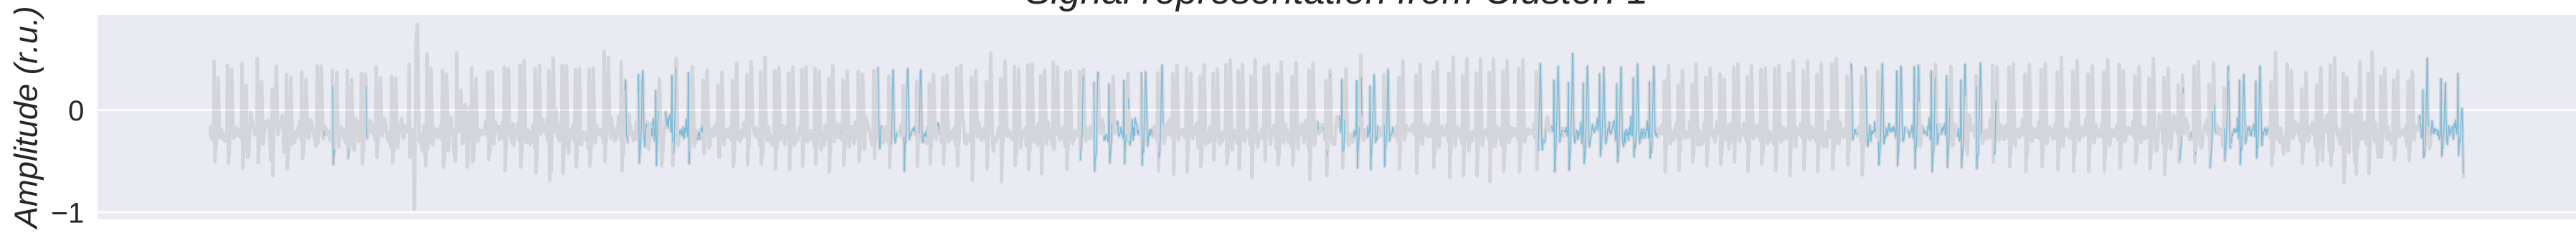 Signal representation from Cluster: 1
Amplitude (r.u.)
0
−1